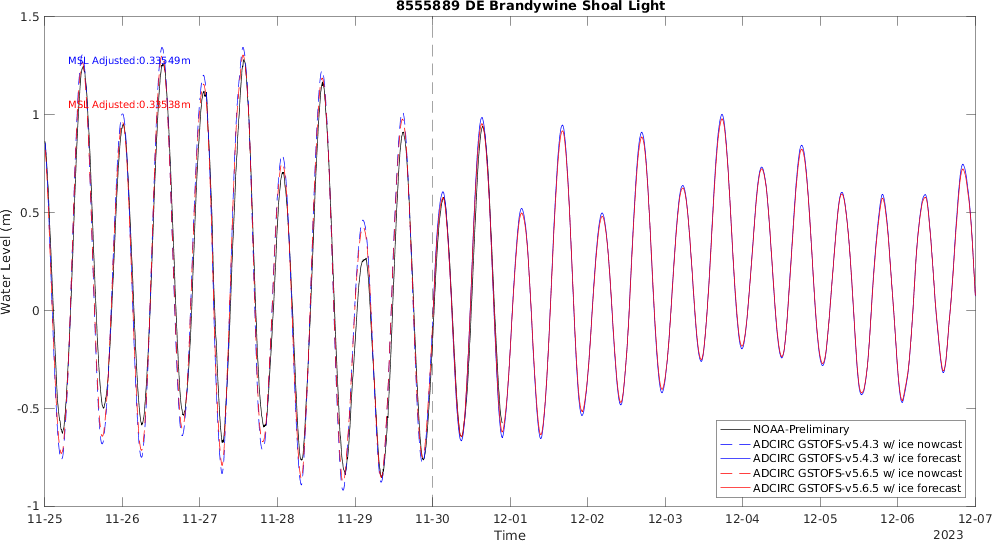 8555889 DE Brandywine Shoal Light
1.5
1
0.5
0
-0.5
-1
Water Level (m)
MSL Adjusted:0.33549m
MSL Adjusted:0.33538m
NOAA-Preliminary
ADCIRC GSTOFS-v5.4.3 w/ ice nowcast
ADCIRC GSTOFS-v5.4.3 w/ ice forecast
ADCIRC GSTOFS-v5.6.5 w/ ice nowcast
ADCIRC GSTOFS-v5.6.5 w/ ice forecast
11-25 11-26 11-27 11-28 11-29 11-30 12-01 12-02 12-03 12-04 12-05 12-06 12-07
Time
2023